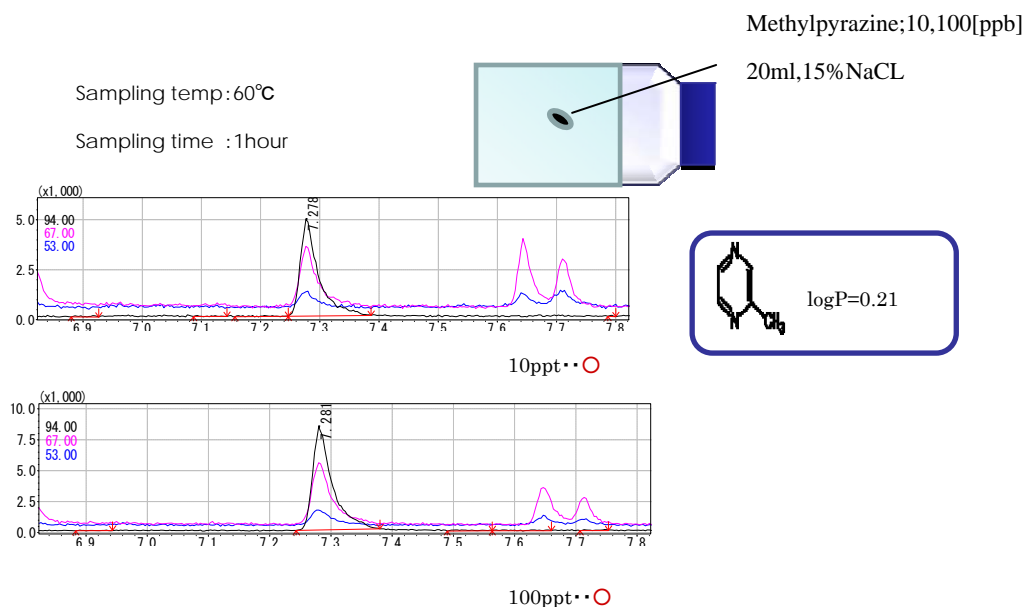 Methylpyrazine;10,100[ppb]
20ml,15%NaCL
Sampling temp:60℃
Sampling time :1hour
(x1,000)
5.0
2.5
0.0
94.00
67.00
53.00
7.278
6.9 7.0 7.1 7.2 7.3 7.4 7.5 7.6 7.7 7.8
N
N
CH3
logP=0.21
10ppt··○
(x1,000)
10.0
7.5
5.0
2.5
0.0
94.00
67.00
53.00
7.281
6.9 7.0 7.1 7.2 7.3 7.4 7.5 7.6 7.7 7.8
100ppt··○